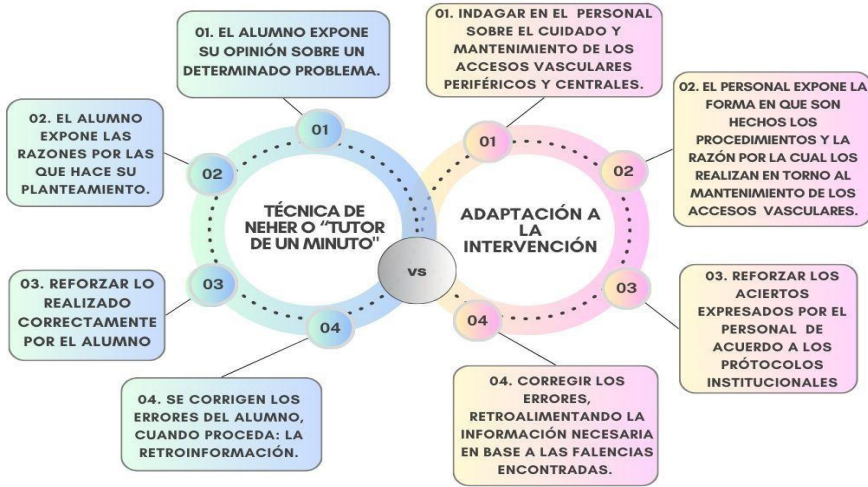 01. EL ALUMNO EXPONE
SU OPINIÓN SOBRE UN
DETERMINADO PROBLEMA.
02. EL ALUMNO
EXPONE LAS
RAZONES POR LAS
QUE HACE SU
PLANTEAMIENTO.
03. REFORZAR LO
REALIZADO
CORRECTAMENTE
POR EL ALUMNO
04. SE CORRIGEN LOS
ERRORES DEL ALUMNO,
CUANDO PROCEDA: LA
RETROINFORMACIÓN.
01
02
03
04
TÉCNICA DE
NEHER O “TUTOR
DE UN MINUTO"
vs
ADAPTACIÓN A
LA
INTERVENCIÓN
01
02
03
04
01. INDAGAR EN EL PERSONAL
SOBRE EL CUIDADO Y
MANTENIMIENTO DE LOS
ACCESOS VASCULARES
PERIFÉRICOS Y CENTRALES.
02. EL PERSONAL EXPONE LA
FORMA EN QUE SON
HECHOS LOS
PROCEDIMIENTOS Y LA
RAZÓN POR LA CUAL LOS
REALIZAN EN TORNO AL
MANTENIMIENTO DE LOS
ACCESOS VASCULARES.
03. REFORZAR LOS
ACIERTOS
EXPRESADOS POR EL
PERSONAL DE
ACUERDO A LOS
PRÓTOCOLOS
INSTITUCIONALES
04. CORREGIR LOS
ERRORES,
RETROALIMENTANDO LA
INFORMACIÓN NECESARIA
EN BASE A LAS FALENCIAS
ENCONTRADAS.